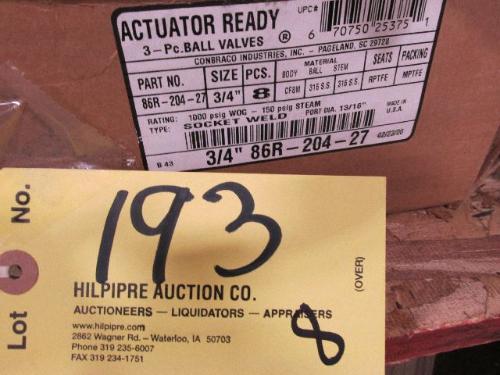 ACTUATOR READY
UPC#
3-Pc. BALL VALVES ®
6 70750 25375 1
CONBRACO INDUSTRIES, INC. - PAGELAND, SC 29728
PART NO. SIZE PCS. BODY MATERIAL BALL STEM SEATS PACKING
86R-204-27 3/4" 8 CF8M 316 S.S. 316 S.S. RPTFE MPTFE
RATING: 1000 psig WOG - 150 psig STEAM PORT DIA. 13/16" MADE IN U.S.A.
TYPE: SOCKET WELD
B 43 3/4" 86R-204-27 02/23/00
Lot No. 193
HILPIPRE AUCTION CO.
AUCTIONEERS — LIQUIDATORS — APPRAISERS
www.hilpipre.com
2862 Wagner Rd. – Waterloo, IA 50703
Phone 319 235-6007
FAX 319 234-1751
8
(OVER)